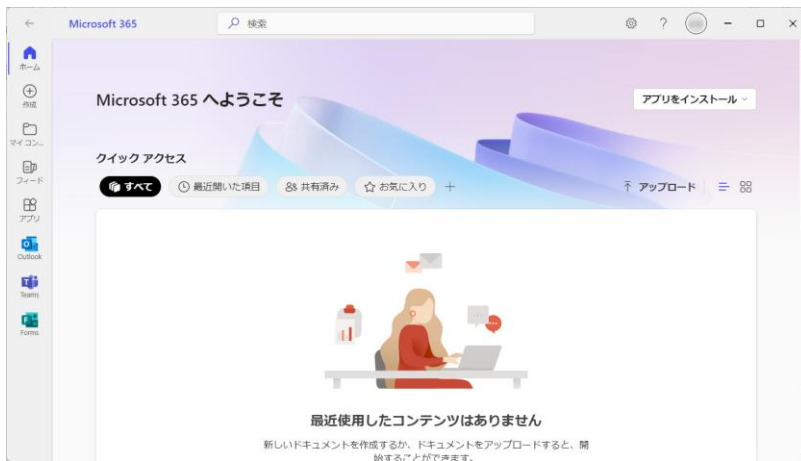 Microsoft 365
検索
?
ホーム
作成
マイ コン...
フィード
アプリ
Outlook
Teams
Forms
Microsoft 365 へようこそ
アプリをインストール
クイック アクセス
すべて 最近開いた項目 共有済み お気に入り +
アップロード
最近使用したコンテンツはありません
新しいドキュメントを作成するか、ドキュメントをアップロードすると、開
始することができます。